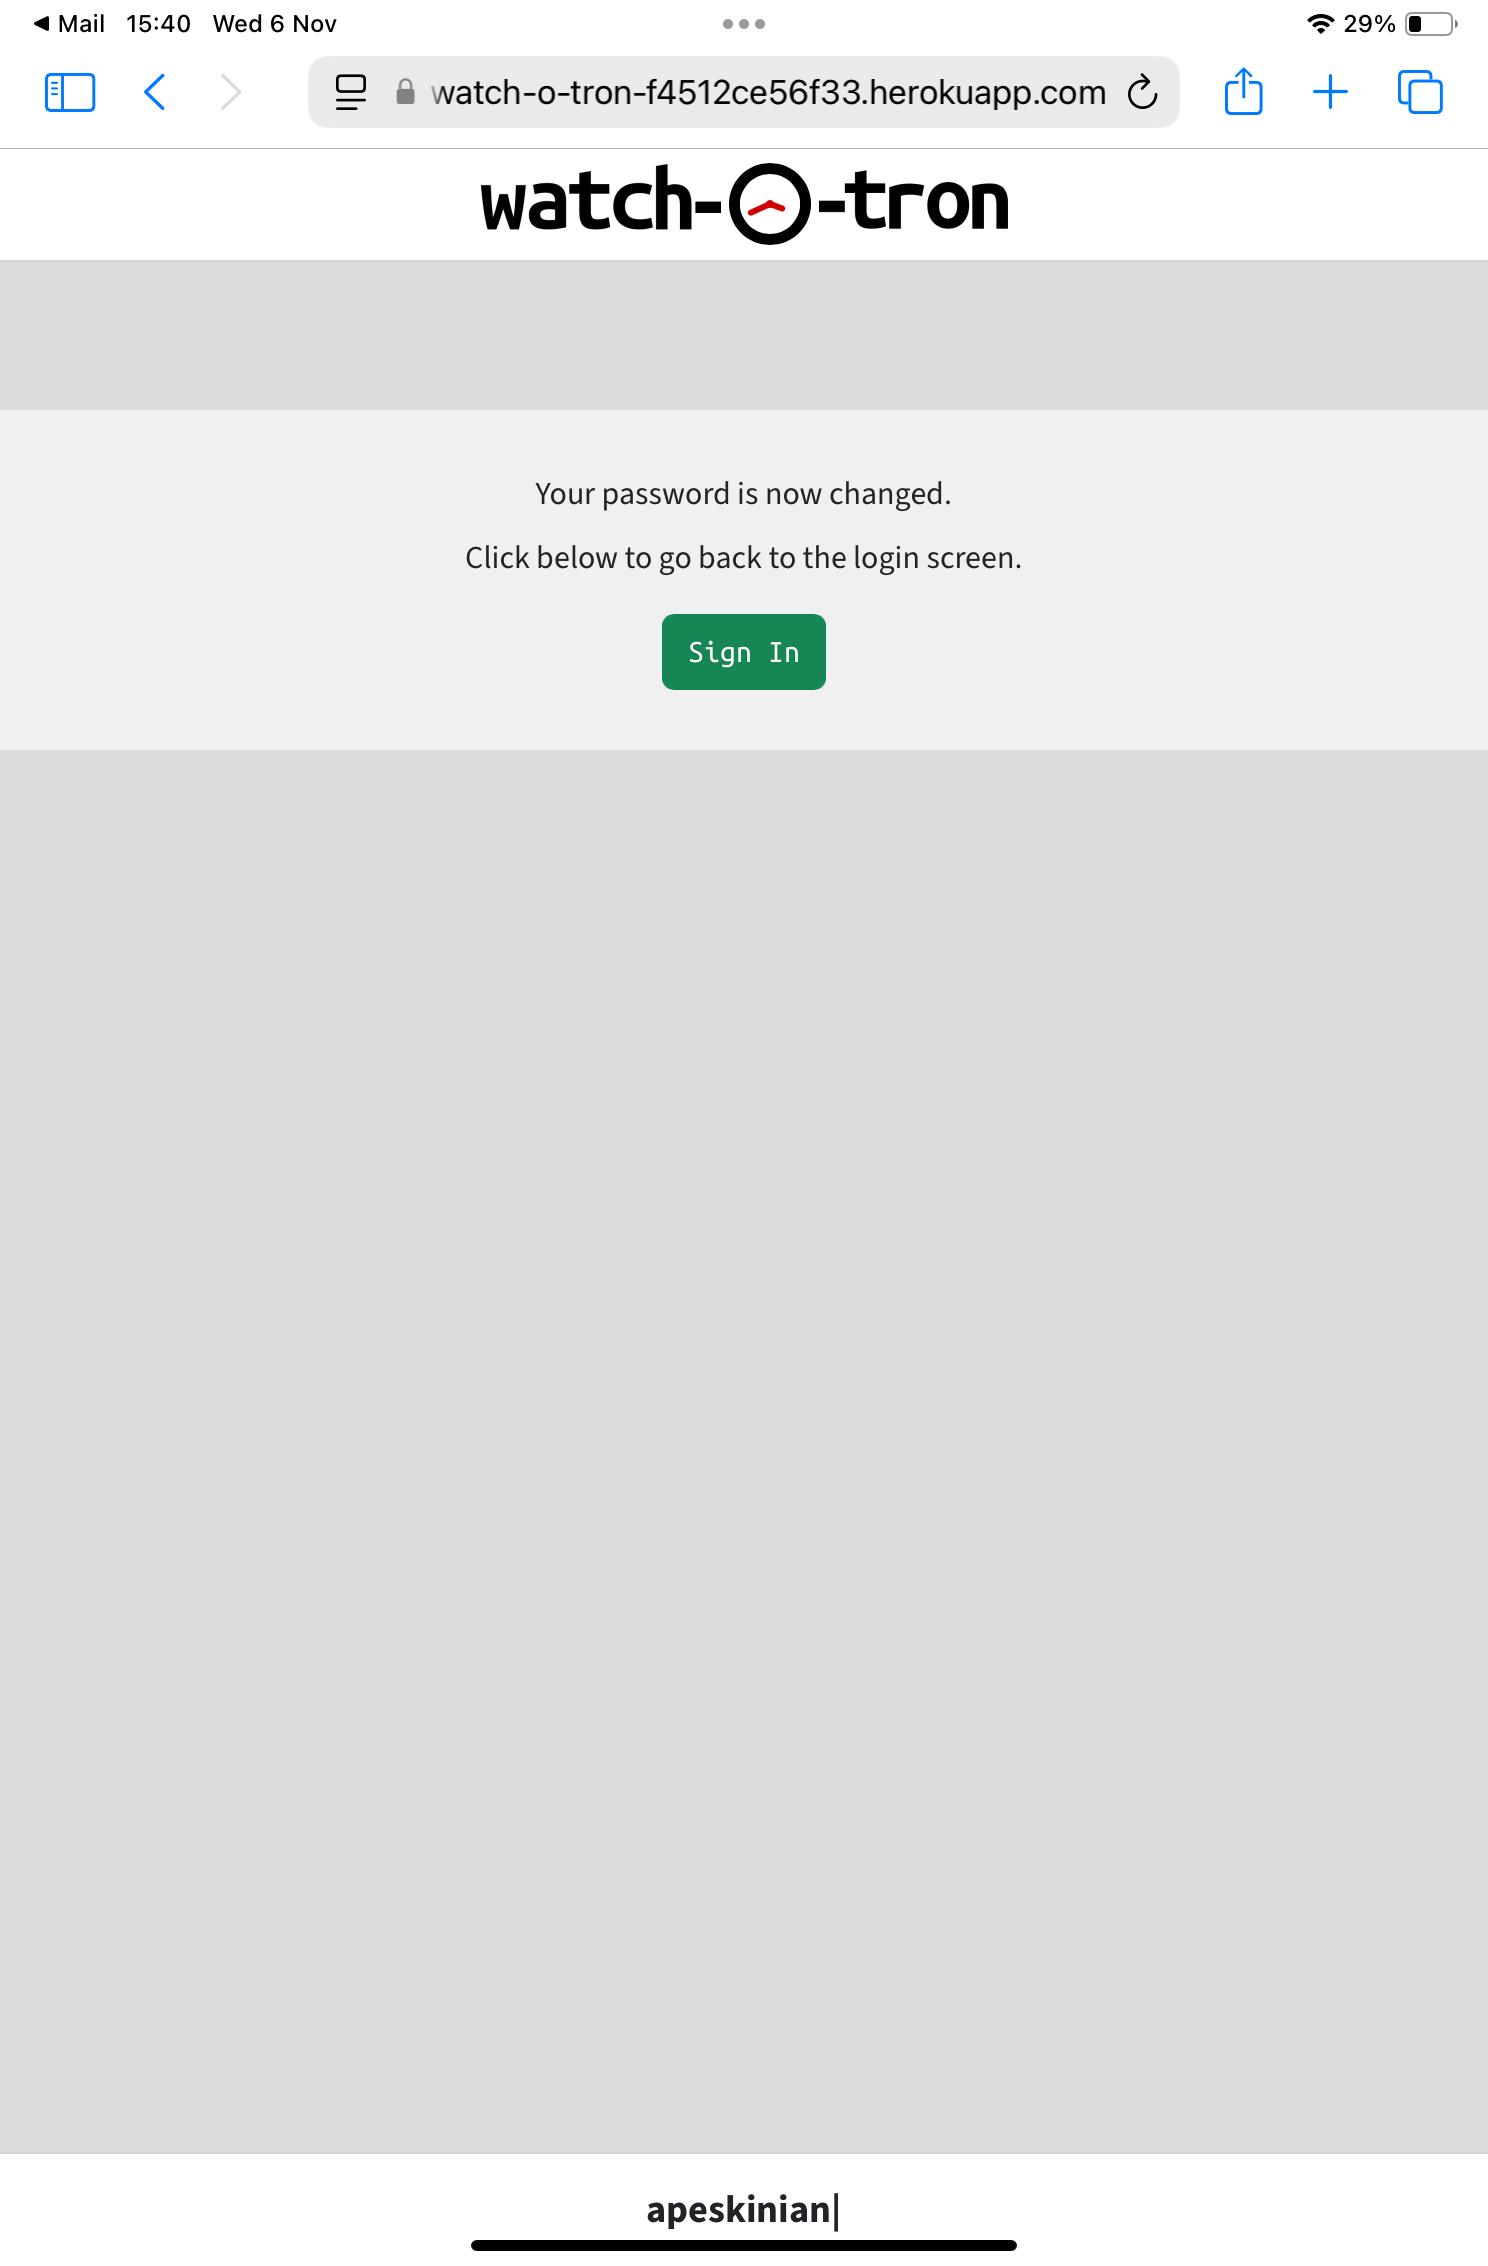 Mail 15:40 Wed 6 Nov 29%
watch-o-tron-f4512ce56f33.herokuapp.com
watch-O-tron
Your password is now changed.
Click below to go back to the login screen.
Sign In
apeskinian|